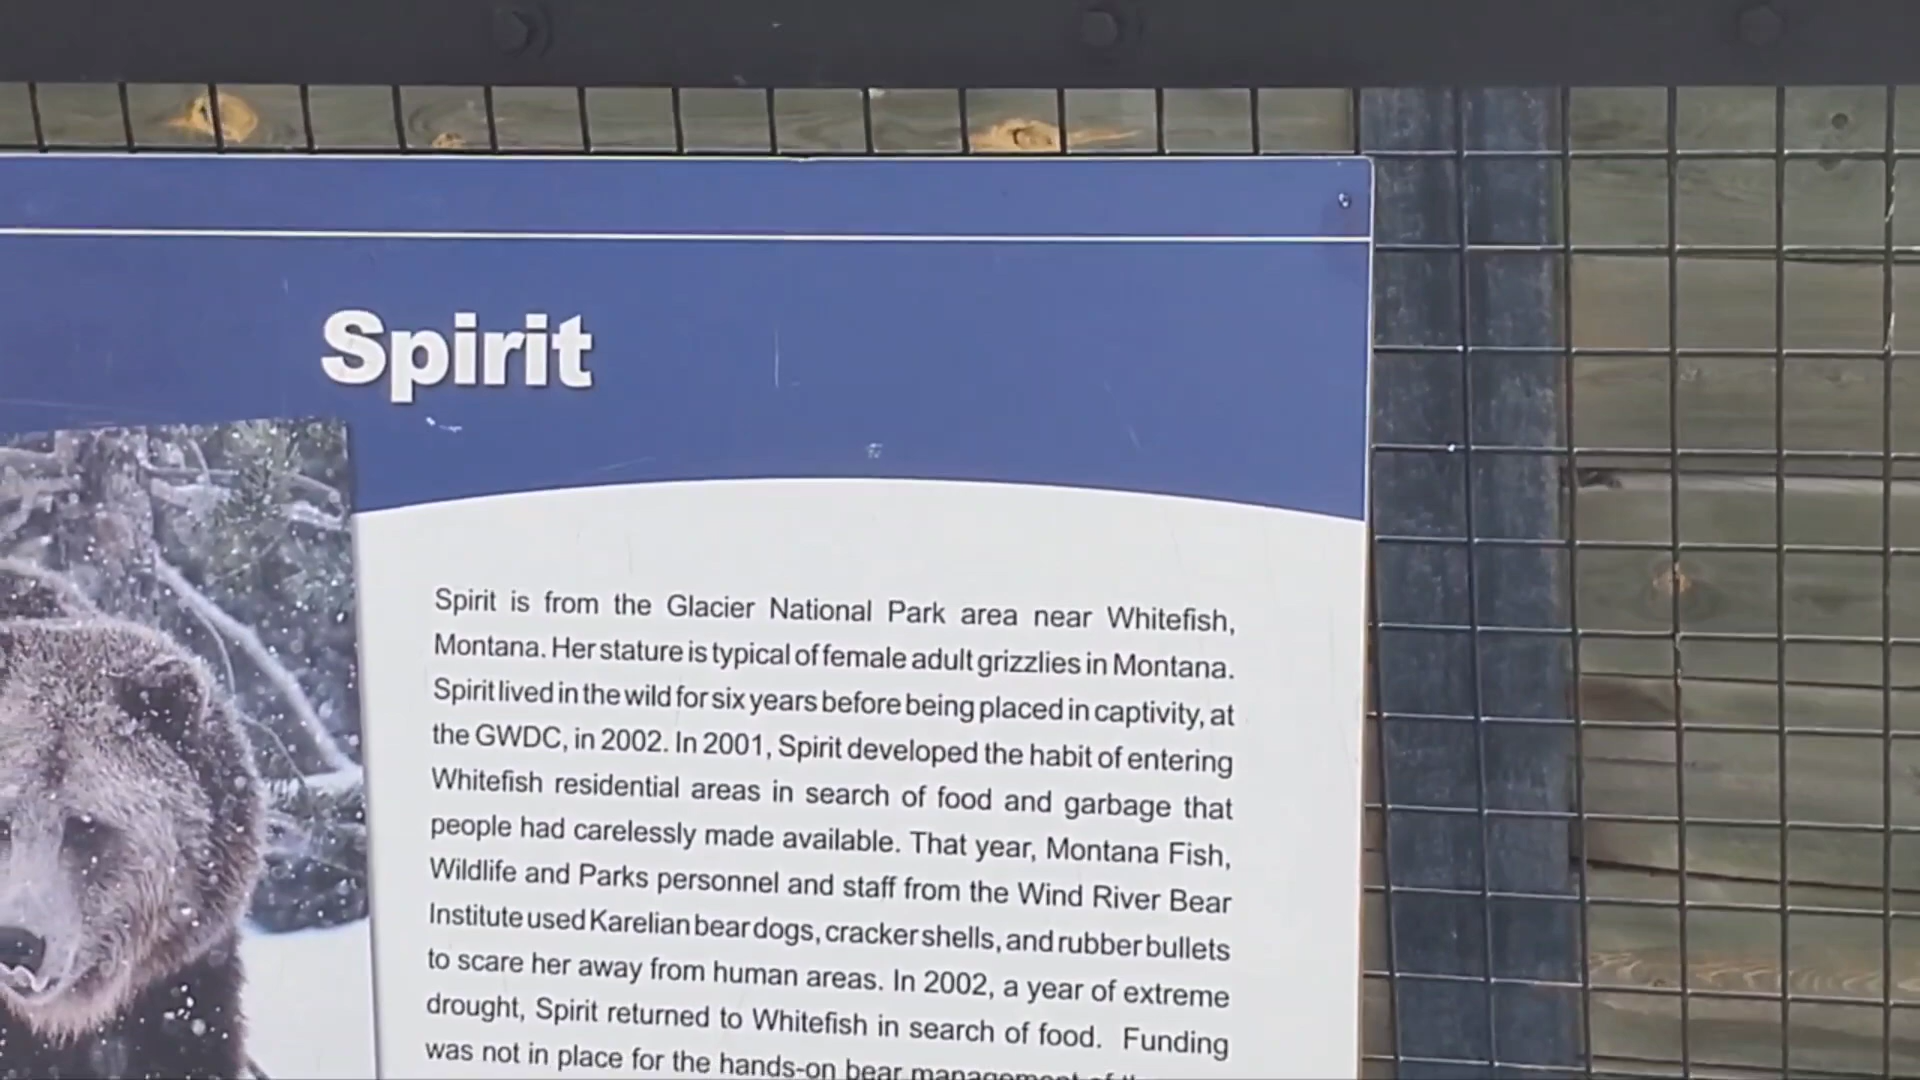 Spirit
Spirit is from the Glacier National Park area near Whitefish,
Montana. Her stature is typical of female adult grizzlies in Montana.
Spirit lived in the wild for six years before being placed in captivity, at
the GWDC, in 2002. In 2001, Spirit developed the habit of entering
Whitefish residential areas in search of food and garbage that
people had carelessly made available. That year, Montana Fish,
Wildlife and Parks personnel and staff from the Wind River Bear
Institute used Karelian bear dogs, cracker shells, and rubber bullets
to scare her away from human areas. In 2002, a year of extreme
drought, Spirit returned to Whitefish in search of food. Funding
was not in place for the hands-on bear management of